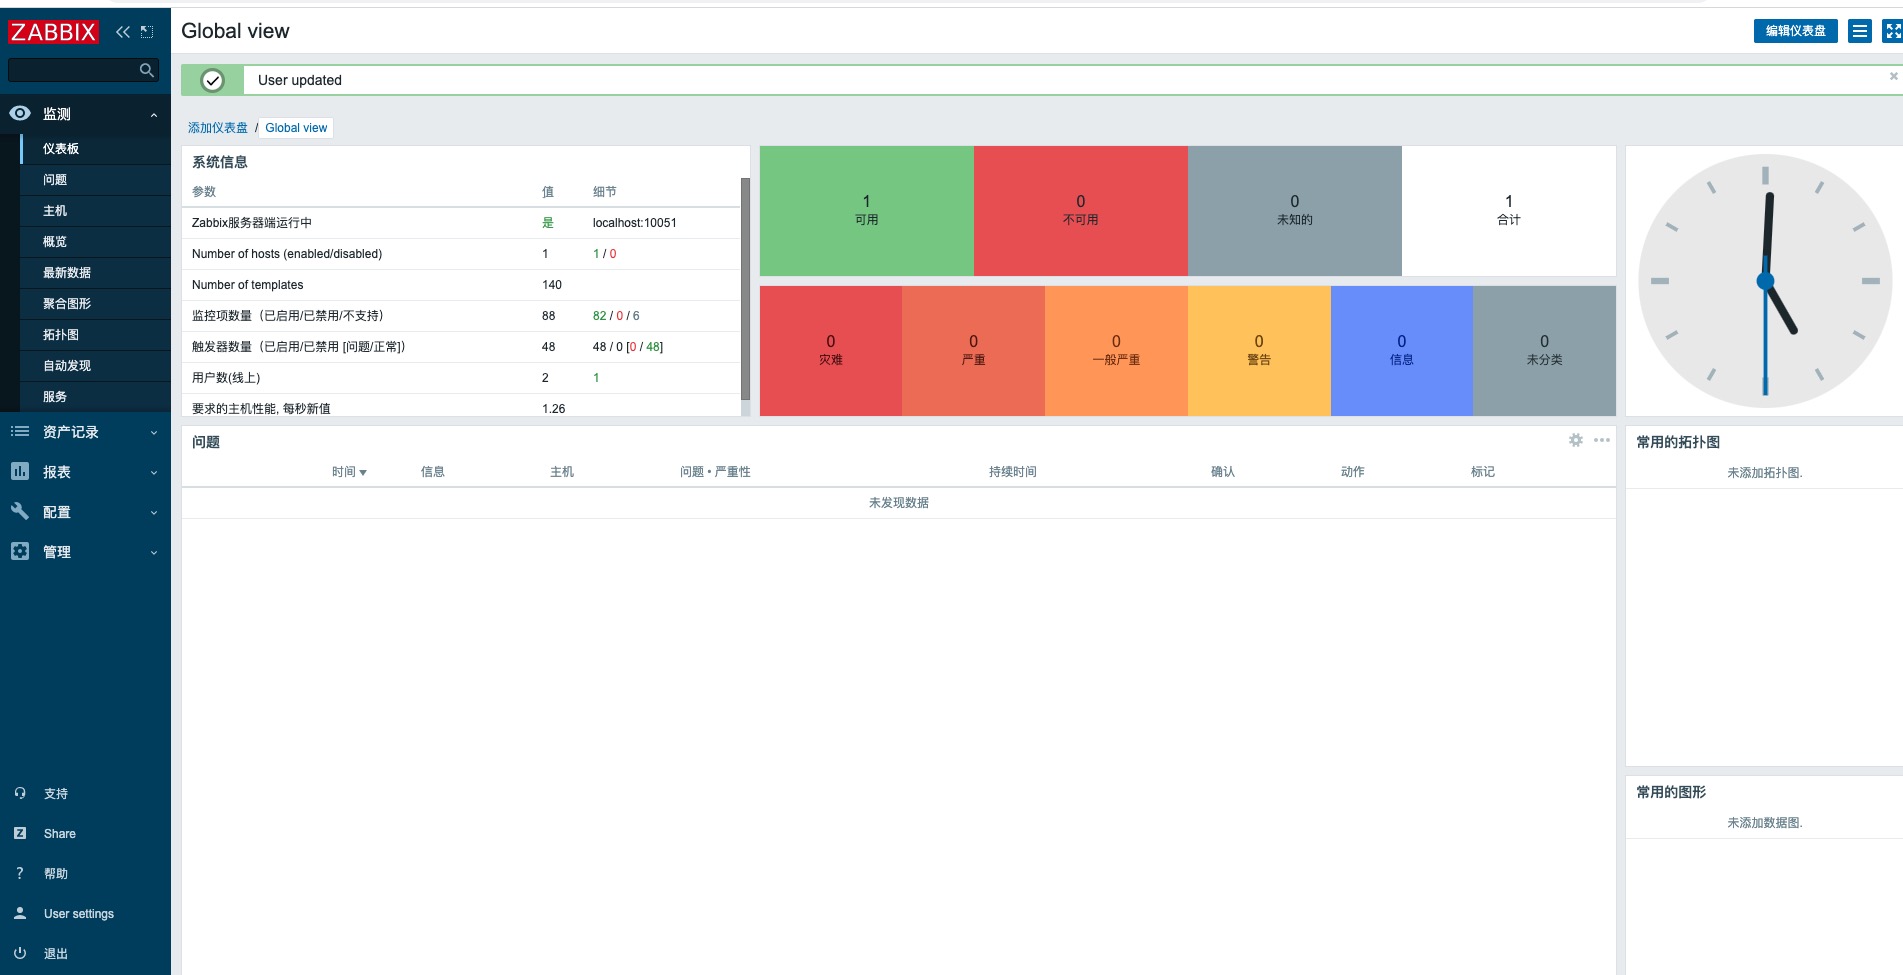 ZABBIX
Global view
编辑仪表盘
User updated
监测
仪表板
问题
主机
概览
最新数据
聚合图形
拓扑图
自动发现
服务
资产记录
报表
配置
管理
支持
Share
帮助
User settings
退出
添加仪表盘 / Global view
系统信息
参数 值 细节
Zabbix服务器端运行中 是 localhost:10051
Number of hosts (enabled/disabled) 1 1 / 0
Number of templates 140
监控项数量（已启用/已禁用/不支持） 88 82 / 0 / 6
触发器数量（已启用/已禁用 [问题/正常]） 48 48 / 0 [0 / 48]
用户数(线上) 2 1
要求的主机性能, 每秒新值 1.26
1 0 0 1
可用 不可用 未知的 合计
0 0 0 0 0 0
灾难 严重 一般严重 警告 信息 未分类
问题
时间 信息 主机 问题 • 严重性 持续时间 确认 动作 标记
未发现数据
常用的拓扑图
未添加拓扑图.
常用的图形
未添加数据图.